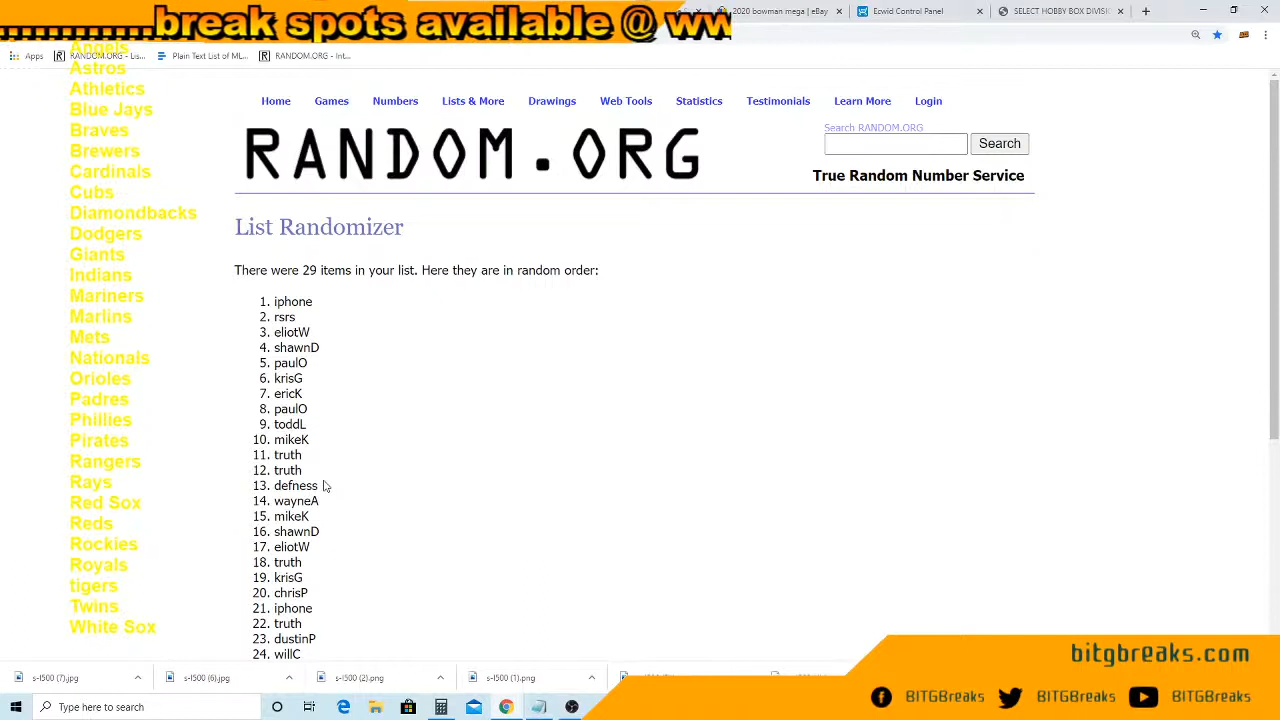 ............break spots available @ ww
2020 bowman mega | eBay
Ecwid Control Panel
SELECT HOBBY BOX DIVISI
Apps
RANDOM.ORG - Lis...
Plain Text List of ML...
RANDOM.ORG - Int...
Angels
Astros
Athletics
Blue Jays
Braves
Brewers
Cardinals
Cubs
Diamondbacks
Dodgers
Giants
Indians
Mariners
Marlins
Mets
Nationals
Orioles
Padres
Phillies
Pirates
Rangers
Rays
Red Sox
Reds
Rockies
Royals
tigers
Twins
White Sox
Home Games Numbers Lists & More Drawings Web Tools Statistics Testimonials Learn More Login
RANDOM.ORG
Search RANDOM.ORG
Search
True Random Number Service
List Randomizer
There were 29 items in your list. Here they are in random order:
1. iphone
2. rsrs
3. eliotW
4. shawnD
5. paulO
6. krisG
7. ericK
8. paulO
9. toddL
10. mikeK
11. truth
12. truth
13. defness
14. wayneA
15. mikeK
16. shawnD
17. eliotW
18. truth
19. krisG
20. chrisP
21. iphone
22. truth
23. dustinP
24. willC
bitgbreaks.com
BITGBreaks BITGBreaks BITGBreaks
s-l500 (7).jpg
s-l500 (6).jpg
s-l500 (2).png
s-l500 (1).png
Type here to search